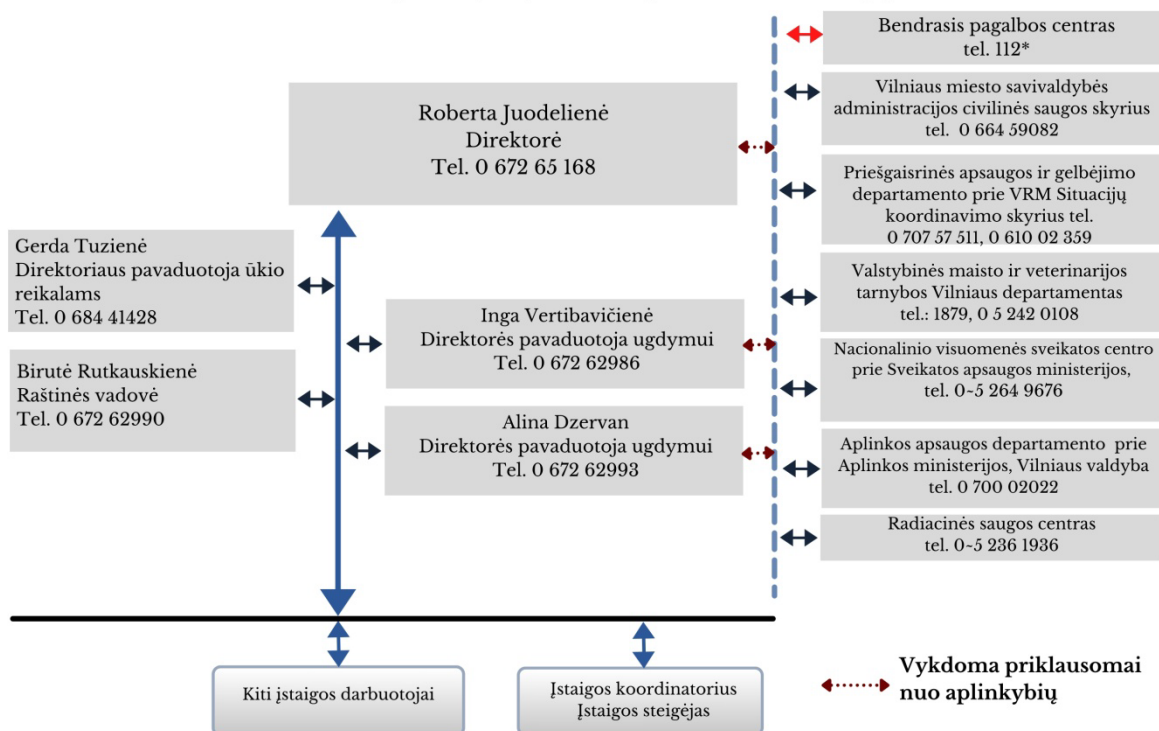 Bendrasis pagalbos centras
tel. 112*
Vilniaus miesto savivaldybės
administracijos civilinės saugos skyrius
tel. 0 664 59082
Roberta Juodelienė
Direktorė
Tel. 0 672 65 168
Priešgaisrinės apsaugos ir gelbėjimo
departamento prie VRM Situacijų
koordinavimo skyrius tel.
0 707 57 511, 0 610 02 359
Gerda Tuzienė
Direktoriaus pavaduotoja ūkio
reikalams
Tel. 0 684 41428
Valstybinės maisto ir veterinarijos
tarnybos Vilniaus departamentas
tel.: 1879, 0 5 242 0108
Inga Vertibavičienė
Direktorės pavaduotoja ugdymui
Tel. 0 672 62986
Birutė Rutkauskienė
Raštinės vadovė
Tel. 0 672 62990
Nacionalinio visuomenės sveikatos centro
prie Sveikatos apsaugos ministerijos,
tel. 0~5 264 9676
Alina Dzervan
Direktorės pavaduotoja ugdymui
Tel. 0 672 62993
Aplinkos apsaugos departamento prie
Aplinkos ministerijos, Vilniaus valdyba
tel. 0 700 02022
Radiacinės saugos centras
tel. 0~5 236 1936
Kiti įstaigos darbuotojai
Įstaigos koordinatorius
Įstaigos steigėjas
Vykdoma priklausomai
nuo aplinkybių